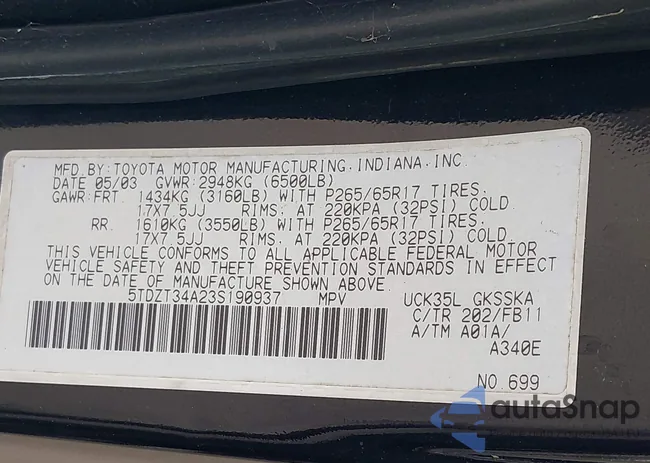 MFD.BY:TOYOTA MOTOR MANUFACTURING,INDIANA,INC.
DATE 05/03 GVWR:2948KG (6500LB)
GAWR:FRT. 1434KG (3160LB) WITH P265/65R17 TIRES,
17X7.5JJ RIMS, AT 220KPA (32PSI) COLD
RR. 1610KG (3550LB) WITH P265/65R17 TIRES,
17X7.5JJ RIMS, AT 220KPA (32PSI) COLD
THIS VEHICLE CONFORMS TO ALL APPLICABLE FEDERAL MOTOR
VEHICLE SAFETY AND THEFT PREVENTION STANDARDS IN EFFECT
ON THE DATE OF MANUFACTURE SHOWN ABOVE.
5TDZT34A23S190937 MPV UCK35L GKSSKA
C/TR 202/FB11
A/TM A01A/
A340E
NO.699
autoSnap
BY CARCHECKVIN